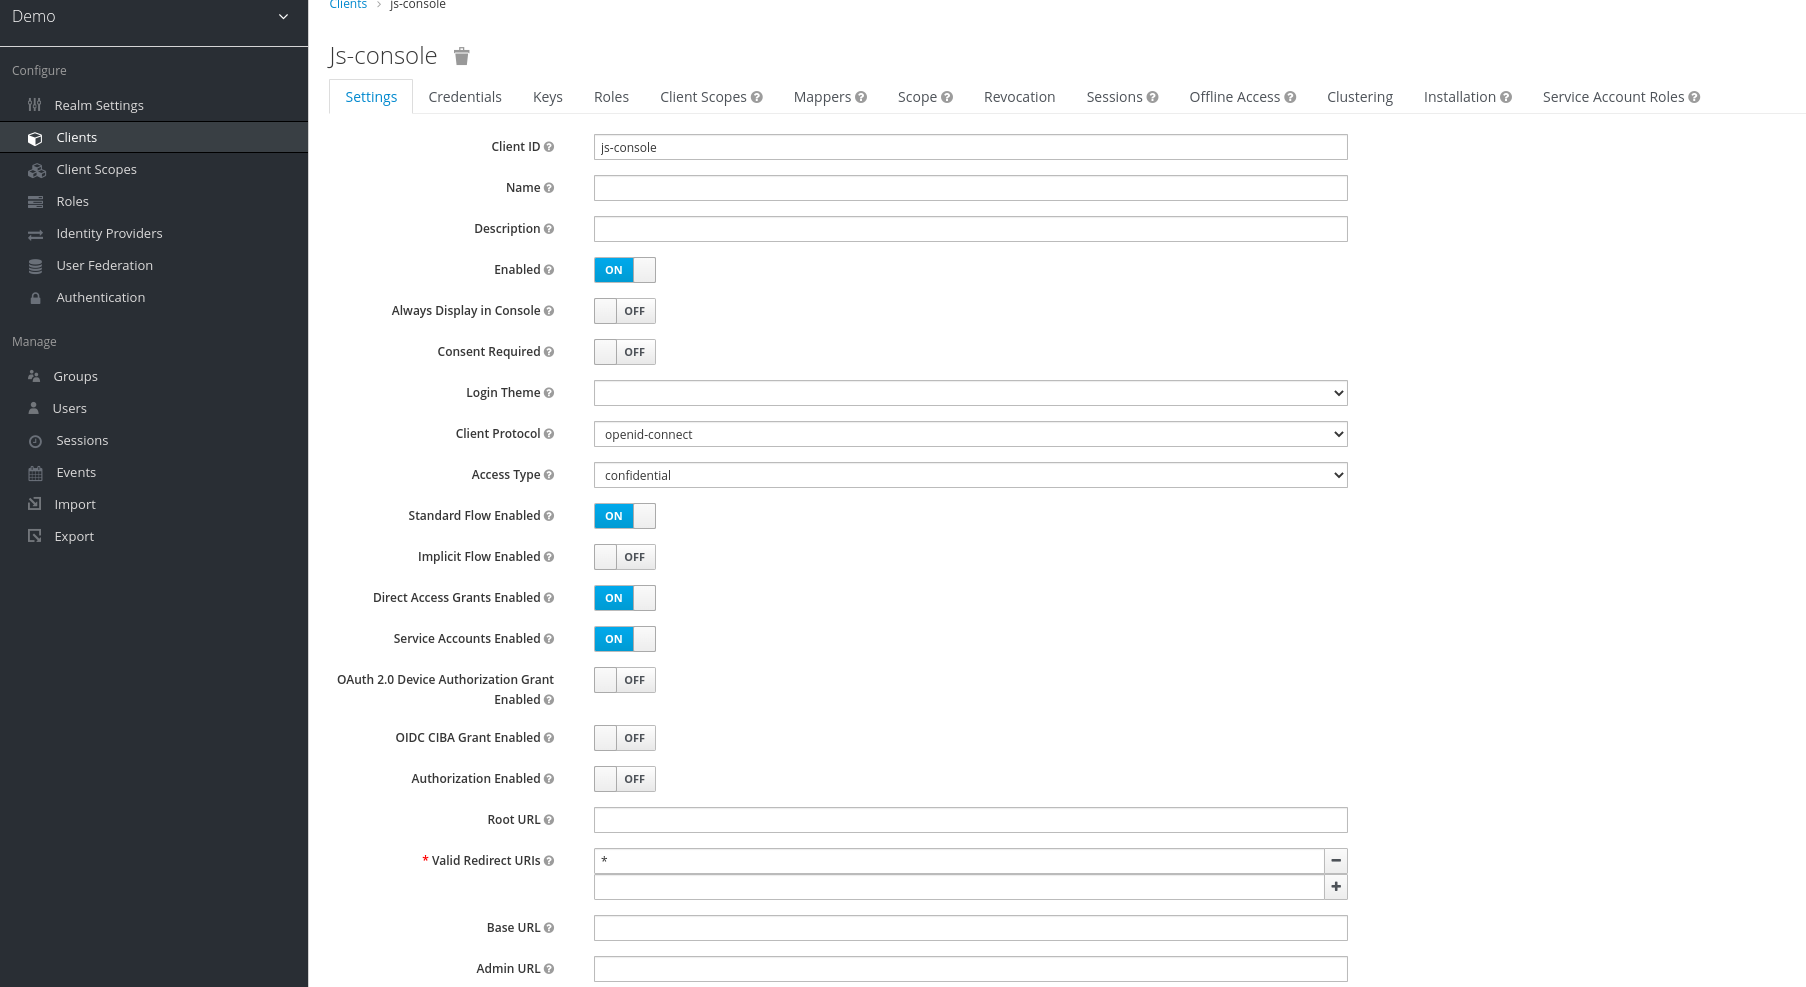 Demo
Configure
Realm Settings
Clients
Client Scopes
Roles
Identity Providers
User Federation
Authentication
Manage
Groups
Users
Sessions
Events
Import
Export
Clients > js-console
Js-console
Settings Credentials Keys Roles Client Scopes Mappers Scope Revocation Sessions Offline Access Clustering Installation Service Account Roles
Client ID js-console
Name
Description
Enabled ON
Always Display in Console OFF
Consent Required OFF
Login Theme
Client Protocol openid-connect
Access Type confidential
Standard Flow Enabled ON
Implicit Flow Enabled OFF
Direct Access Grants Enabled ON
Service Accounts Enabled ON
OAuth 2.0 Device Authorization Grant OFF
Enabled
OIDC CIBA Grant Enabled OFF
Authorization Enabled OFF
Root URL
* Valid Redirect URIs *
Base URL
Admin URL